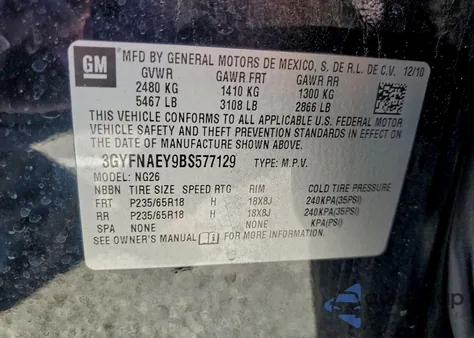 GM
MFD BY GENERAL MOTORS DE MEXICO, S. DE R.L. DE C.V. 12/10
GVWR GAWR FRT GAWR RR
2480 KG 1410 KG 1300 KG
5467 LB 3108 LB 2866 LB
THIS VEHICLE CONFORMS TO ALL APPLICABLE U.S. FEDERAL MOTOR
VEHICLE SAFETY AND THEFT PREVENTION STANDARDS IN EFFECT
ON THE DATE OF MANUFACTURE SHOWN ABOVE.
3GYFNAEY9BS577129 TYPE: M.P.V.
MODEL: NG26
NBBN TIRE SIZE SPEED RTG RIM COLD TIRE PRESSURE
FRT P235/65R18 H 18X8J 240KPA(35PSI)
RR P235/65R18 H 18X8J 240KPA(35PSI)
SPA NONE NONE KPA(PSI)
SEE OWNER'S MANUAL FOR MORE INFORMATION.